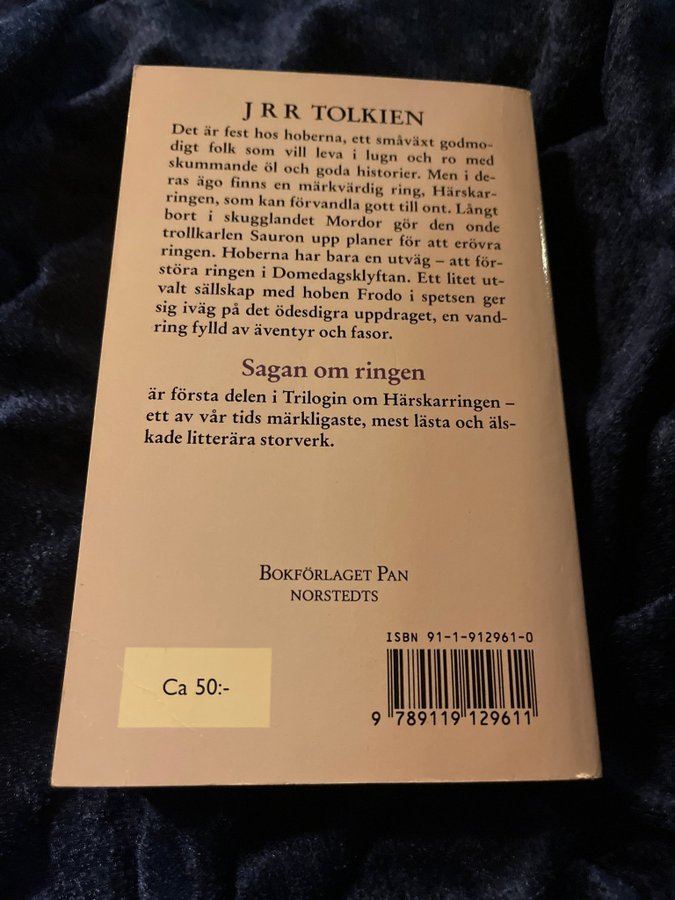 J R R TOLKIEN
Det är fest hos hoberna, ett småväxt godmo-
digt folk som vill leva i lugn och ro med
skummande öl och goda historier. Men i de-
ras ägo finns en märkvärdig ring, Härskar-
ringen, som kan förvandla gott till ont. Långt
bort i skugglandet Mordor gör den onde
trollkarlen Sauron upp planer för att erövra
ringen. Hoberna har bara en utväg – att för-
störa ringen i Domedagsklyftan. Ett litet ut-
valt sällskap med hoben Frodo i spetsen ger
sig iväg på det ödesdigra uppdraget, en vand-
ring fylld av äventyr och fasor.
Sagan om ringen
är första delen i Trilogin om Härskarringen –
ett av vår tids märkligaste, mest lästa och äls-
kade litterära storverk.
BOKFÖRLAGET PAN
NORSTEDTS
ISBN 91-1-912961-0
Ca 50:-
9 789119 129611